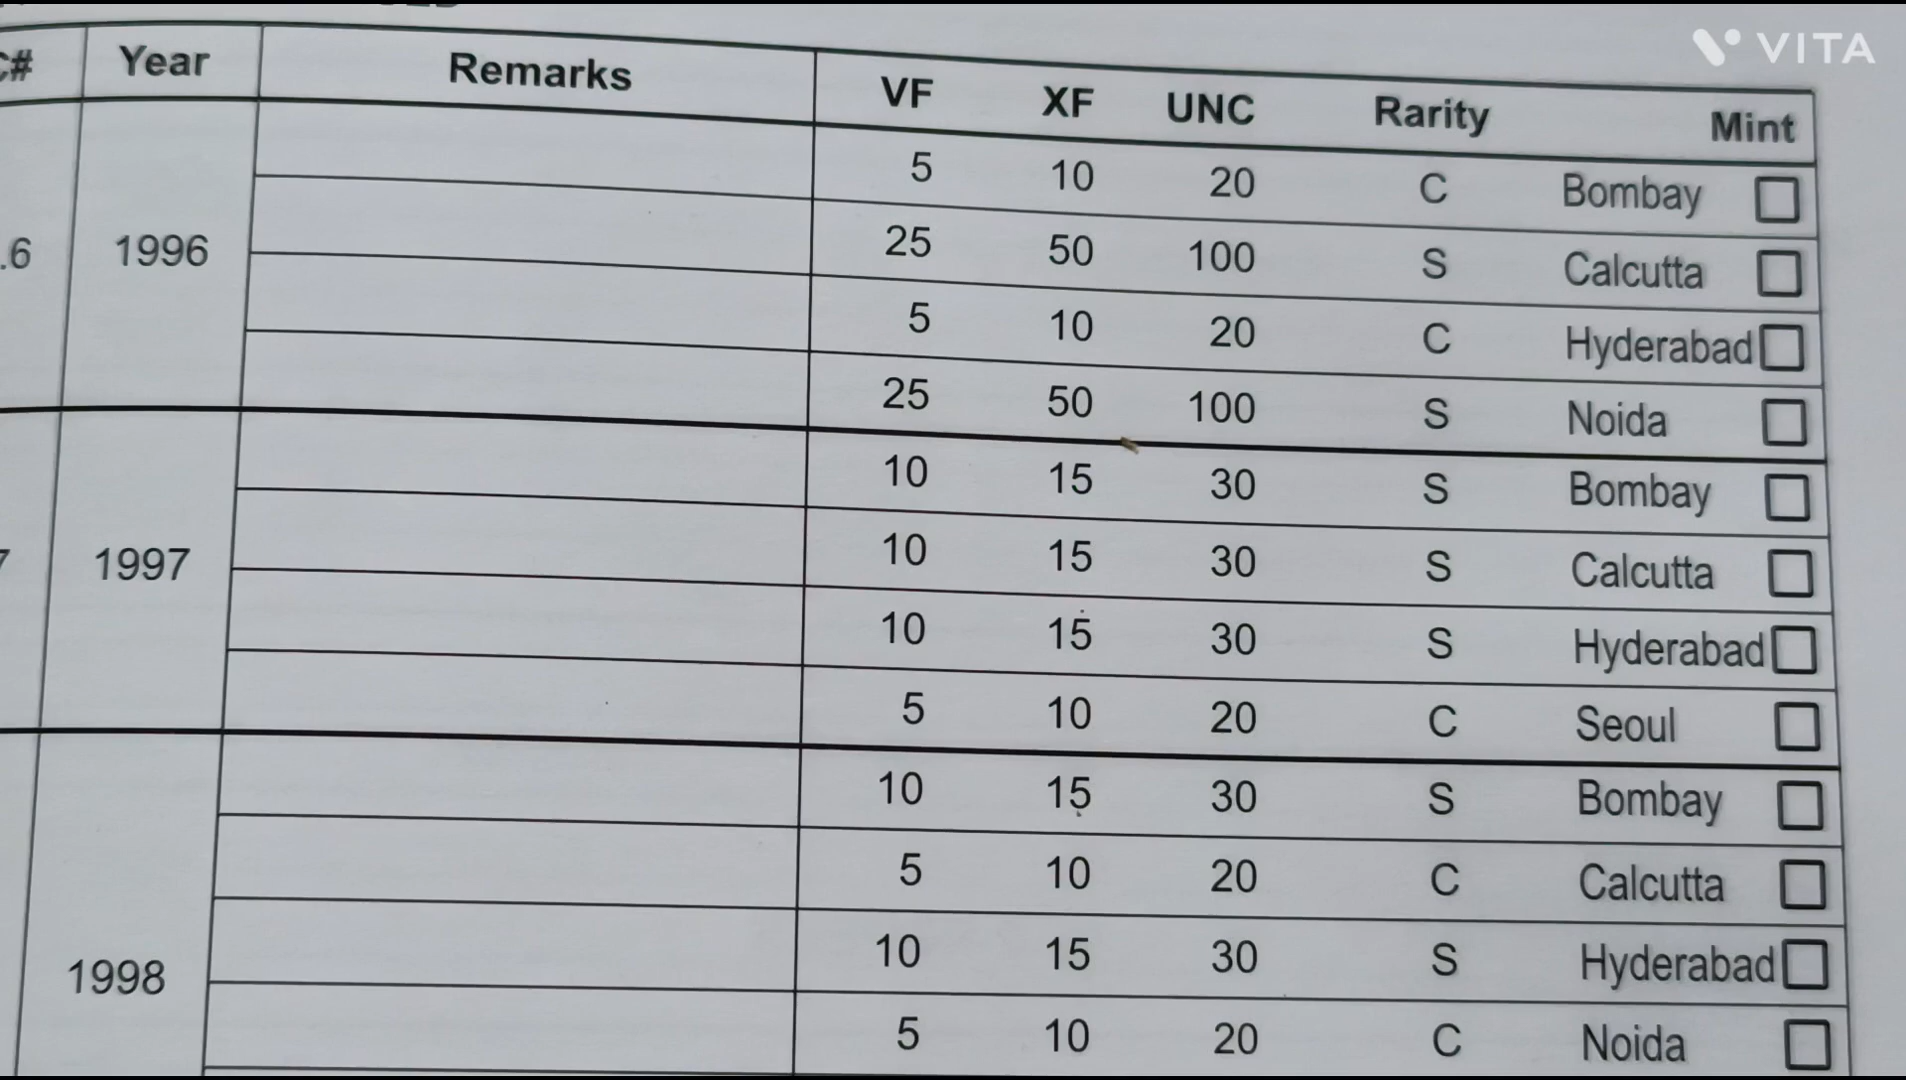 C# Year Remarks VF XF UNC Rarity Mint
VITA
5 10 20 C Bombay
.6 1996 25 50 100 S Calcutta
5 10 20 C Hyderabad
25 50 100 S Noida
10 15 30 S Bombay
7 1997 10 15 30 S Calcutta
10 15 30 S Hyderabad
5 10 20 C Seoul
10 15 30 S Bombay
5 10 20 C Calcutta
1998 10 15 30 S Hyderabad
5 10 20 C Noida